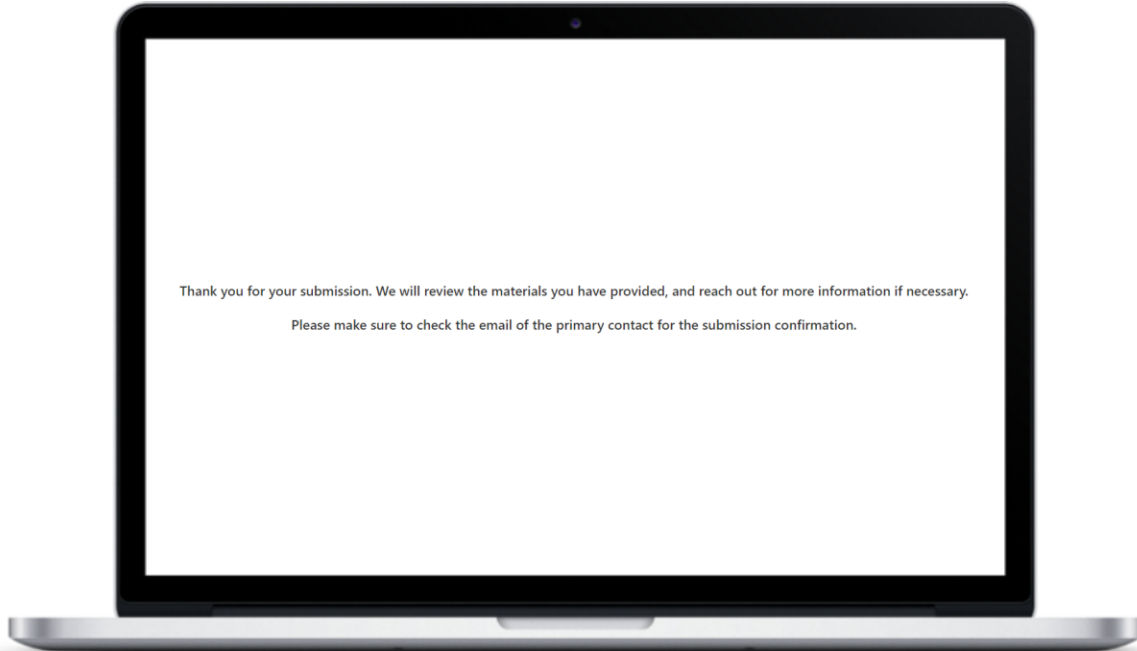 Thank you for your submission. We will review the materials you have provided, and reach out for more information if necessary.
Please make sure to check the email of the primary contact for the submission confirmation.